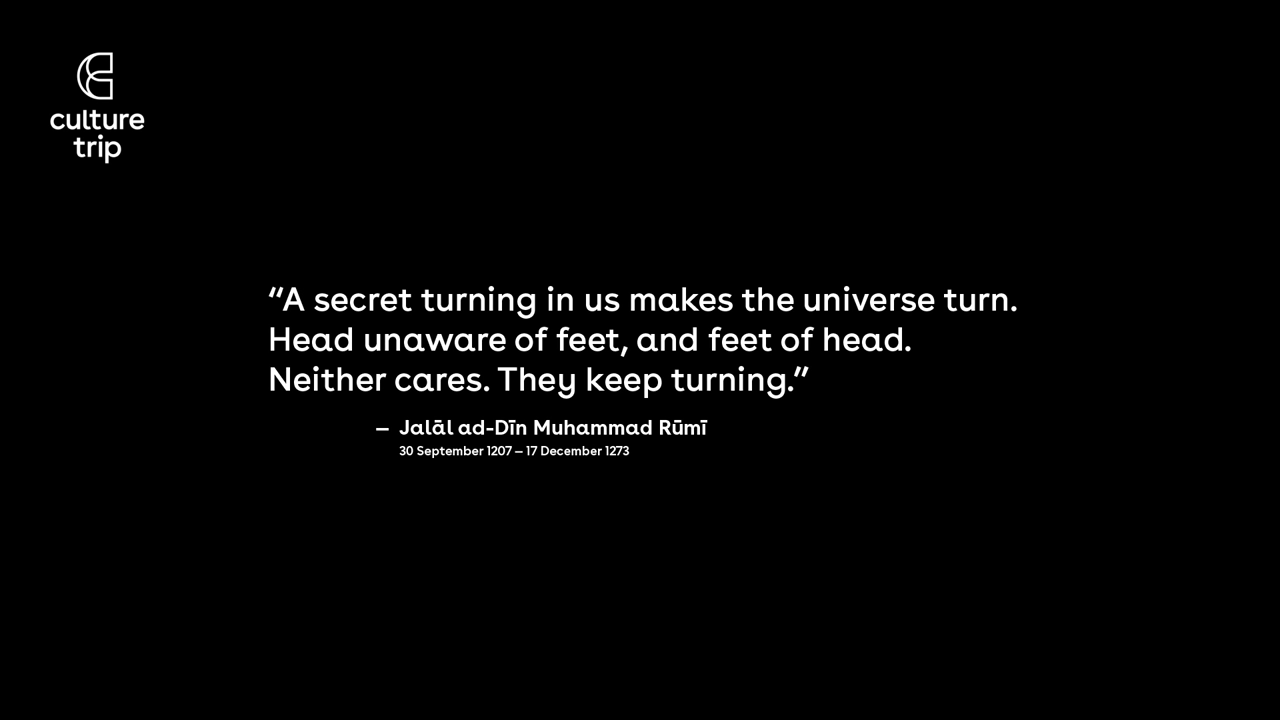 culture
trip
“A secret turning in us makes the universe turn.
Head unaware of feet, and feet of head.
Neither cares. They keep turning.”
– Jalāl ad-Dīn Muhammad Rūmī
30 September 1207 – 17 December 1273